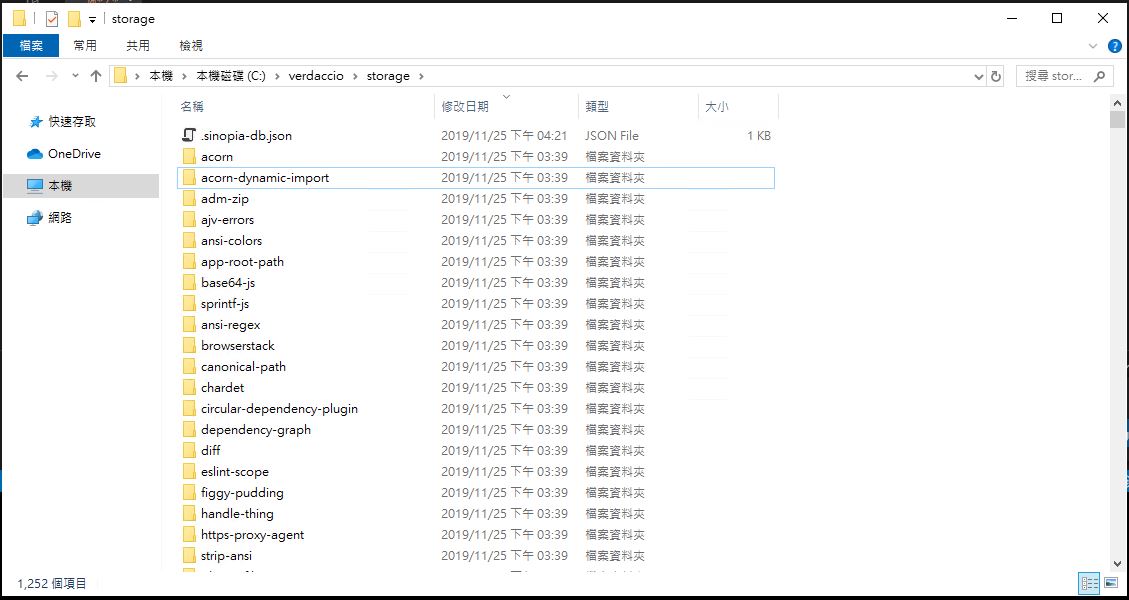 storage
檔案 常用 共用 檢視
本機 本機磁碟 (C:) verdaccio storage 搜尋 stor...
快速存取
OneDrive
本機
網路
名稱 修改日期 類型 大小
.sinopia-db.json 2019/11/25 下午 04:21 JSON File 1 KB
acorn 2019/11/25 下午 03:39 檔案資料夾
acorn-dynamic-import 2019/11/25 下午 03:39 檔案資料夾
adm-zip 2019/11/25 下午 03:39 檔案資料夾
ajv-errors 2019/11/25 下午 03:39 檔案資料夾
ansi-colors 2019/11/25 下午 03:39 檔案資料夾
app-root-path 2019/11/25 下午 03:39 檔案資料夾
base64-js 2019/11/25 下午 03:39 檔案資料夾
sprintf-js 2019/11/25 下午 03:39 檔案資料夾
ansi-regex 2019/11/25 下午 03:39 檔案資料夾
browserstack 2019/11/25 下午 03:39 檔案資料夾
canonical-path 2019/11/25 下午 03:39 檔案資料夾
chardet 2019/11/25 下午 03:39 檔案資料夾
circular-dependency-plugin 2019/11/25 下午 03:39 檔案資料夾
dependency-graph 2019/11/25 下午 03:39 檔案資料夾
diff 2019/11/25 下午 03:39 檔案資料夾
eslint-scope 2019/11/25 下午 03:39 檔案資料夾
figgy-pudding 2019/11/25 下午 03:39 檔案資料夾
handle-thing 2019/11/25 下午 03:39 檔案資料夾
https-proxy-agent 2019/11/25 下午 03:39 檔案資料夾
strip-ansi 2019/11/25 下午 03:39 檔案資料夾
1,252 個項目